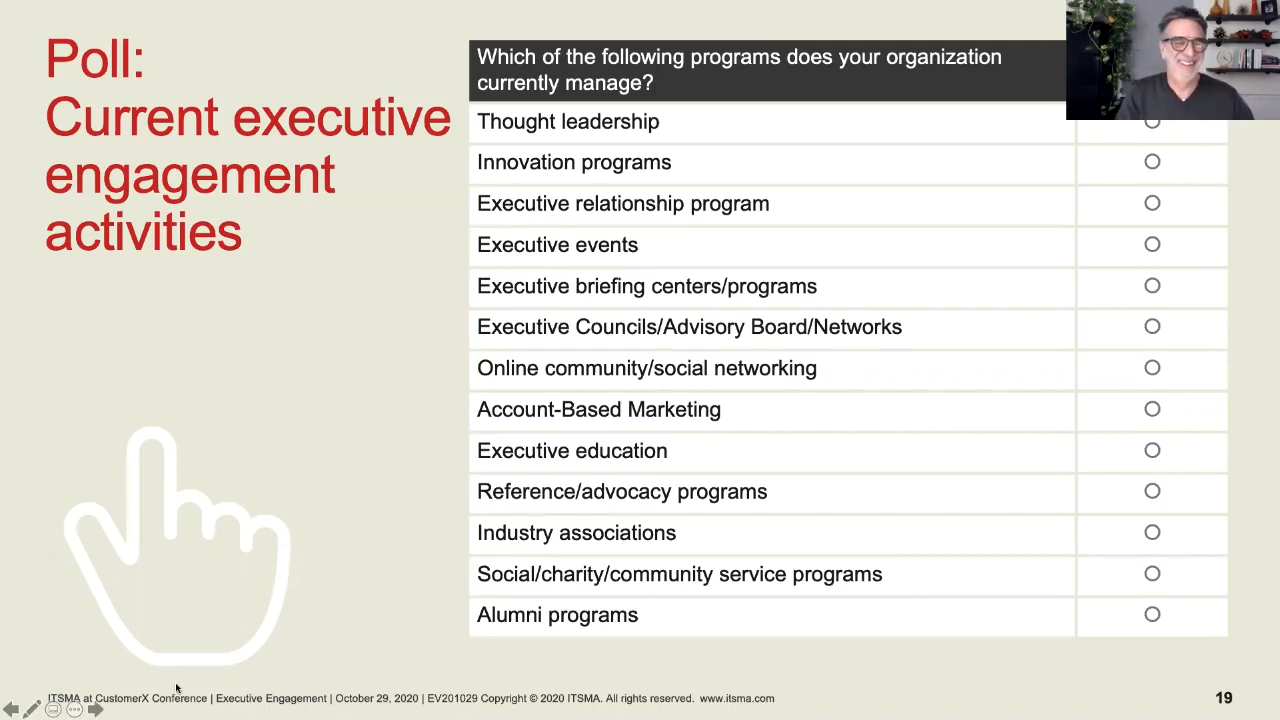 Poll:
Current executive
engagement
activities
Which of the following programs does your organization
currently manage?
Thought leadership
Innovation programs
Executive relationship program
Executive events
Executive briefing centers/programs
Executive Councils/Advisory Board/Networks
Online community/social networking
Account-Based Marketing
Executive education
Reference/advocacy programs
Industry associations
Social/charity/community service programs
Alumni programs
ITSMA at CustomerX Conference | Executive Engagement | October 29, 2020 | EV201029 Copyright © 2020 ITSMA. All rights reserved. www.itsma.com
19